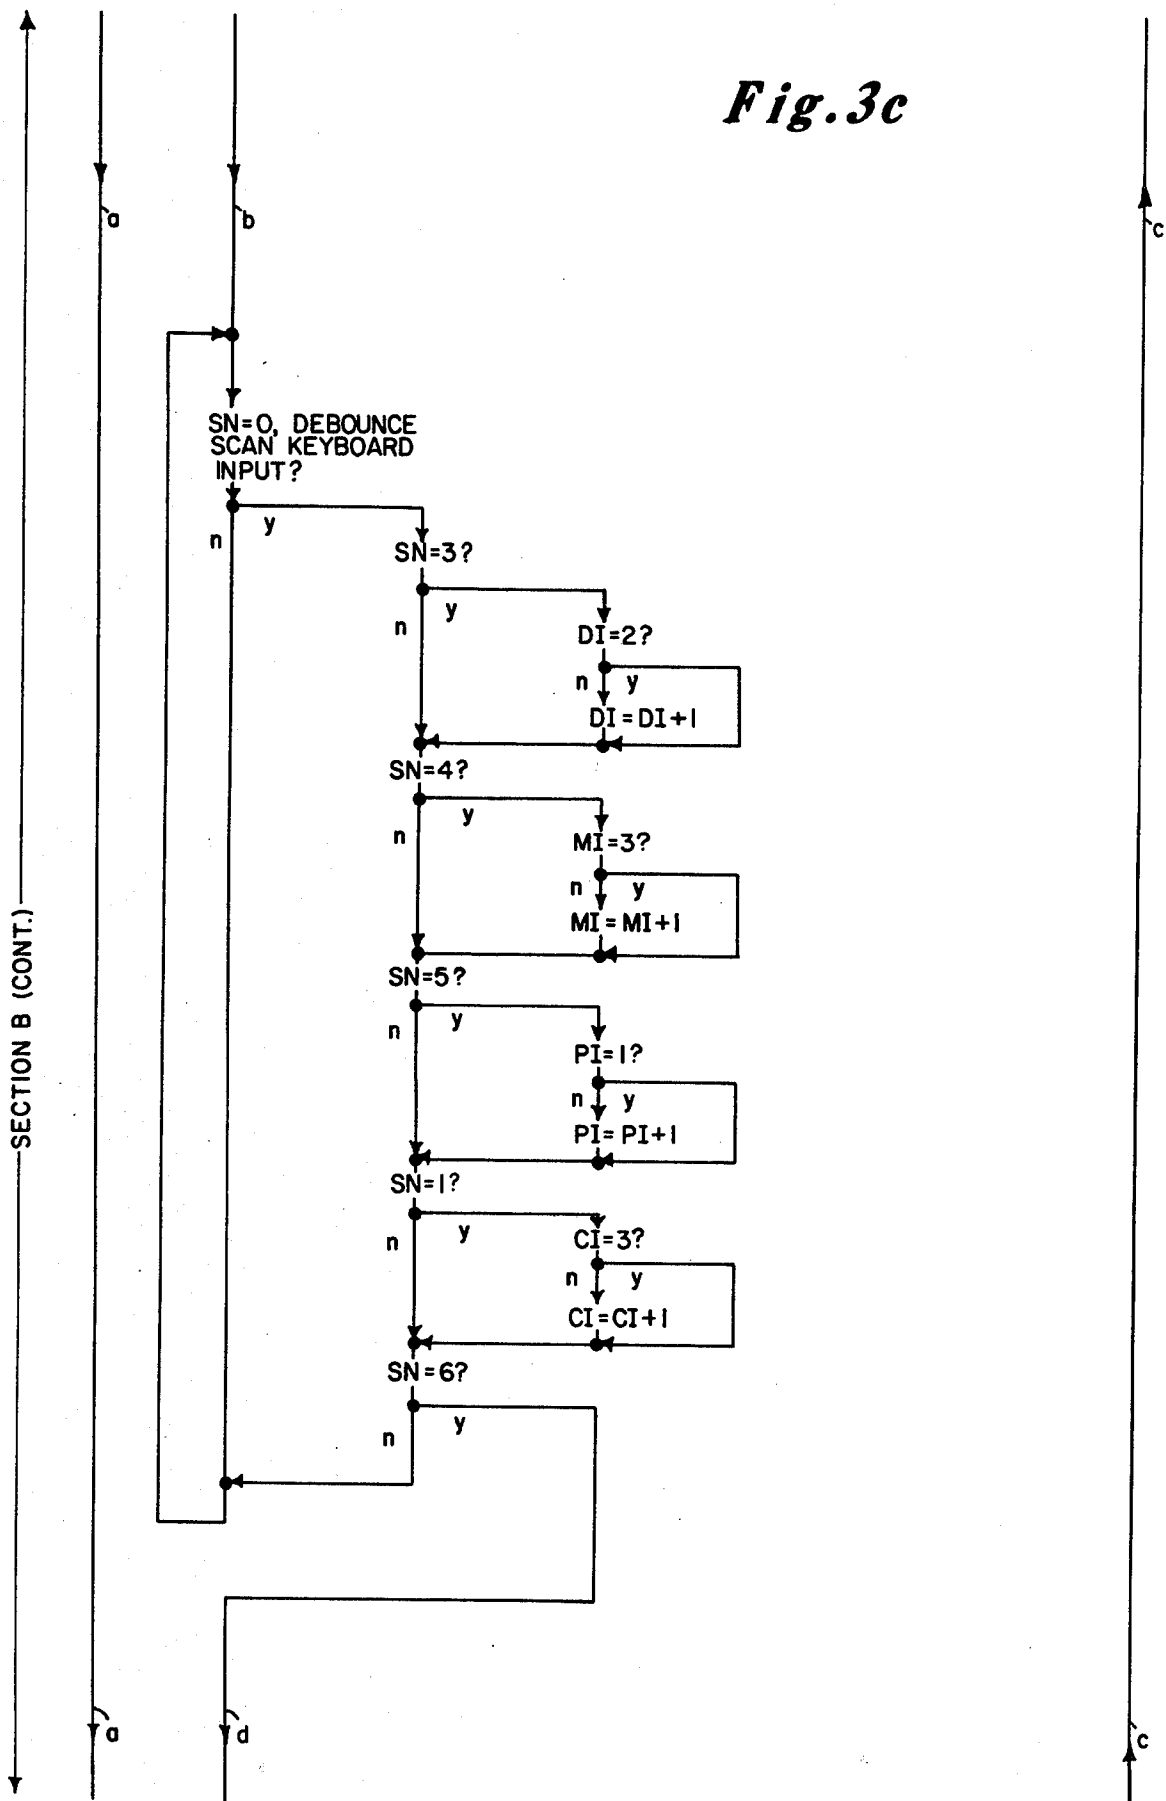 Fig. 3c
a
b
c
SN=0, DEBOUNCE
SCAN KEYBOARD
INPUT?
y
n
SN=3?
y
n
DI=2?
n y
DI=DI+1
SN=4?
y
n
MI=3?
n y
MI=MI+1
SECTION B (CONT.)
SN=5?
y
n
PI=1?
n y
PI=PI+1
SN=1?
y
n
CI=3?
n y
CI=CI+1
SN=6?
y
n
a
d
c